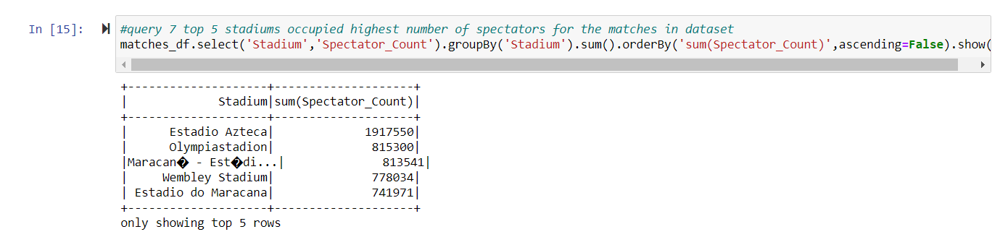 In [15]:
#query 7 top 5 stadiums occupied highest number of spectators for the matches in dataset
matches_df.select('Stadium','Spectator_Count').groupBy('Stadium').sum().orderBy('sum(Spectator_Count)',ascending=False).show(
+--------------------+--------------------+
|             Stadium|sum(Spectator_Count)|
+--------------------+--------------------+
|      Estadio Azteca|             1917550|
|      Olympiastadion|              815300|
|Maracan� - Est�di...|              813541|
|     Wembley Stadium|              778034|
| Estadio do Maracana|              741971|
+--------------------+--------------------+
only showing top 5 rows